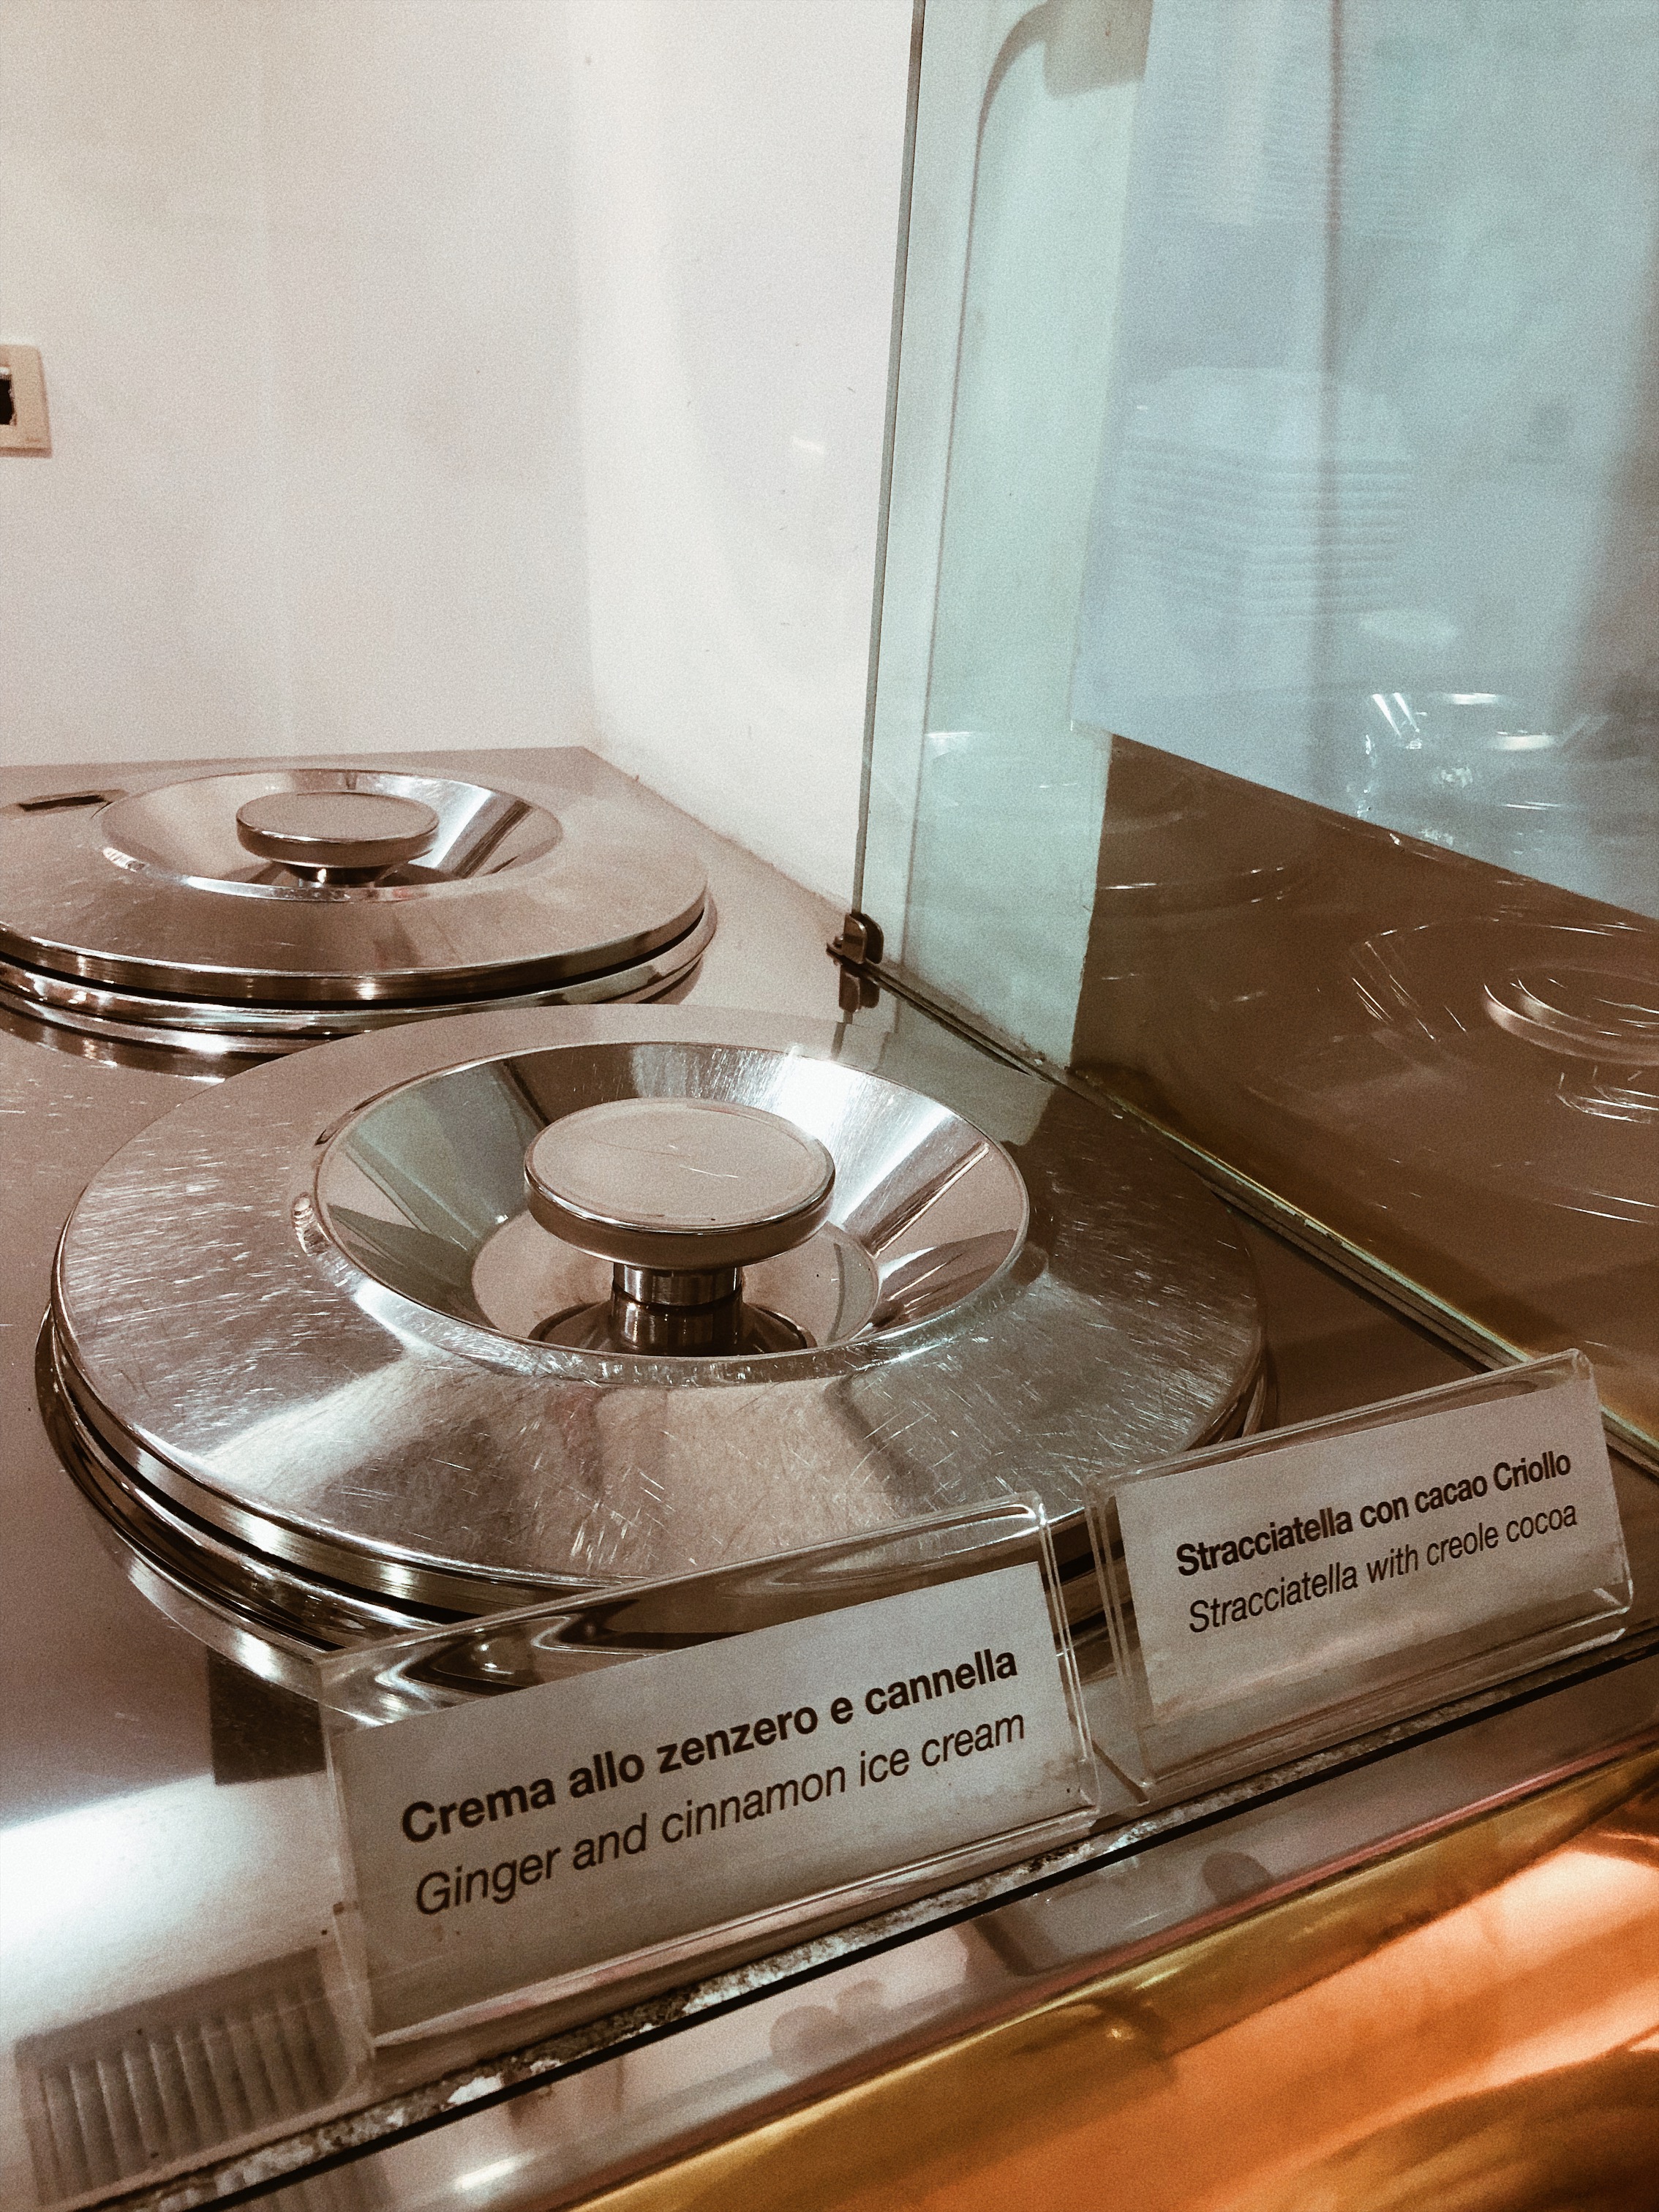 Crema allo zenzero e cannella
Ginger and cinnamon ice cream
Stracciatella con cacao Criollo
Stracciatella with creole cocoa